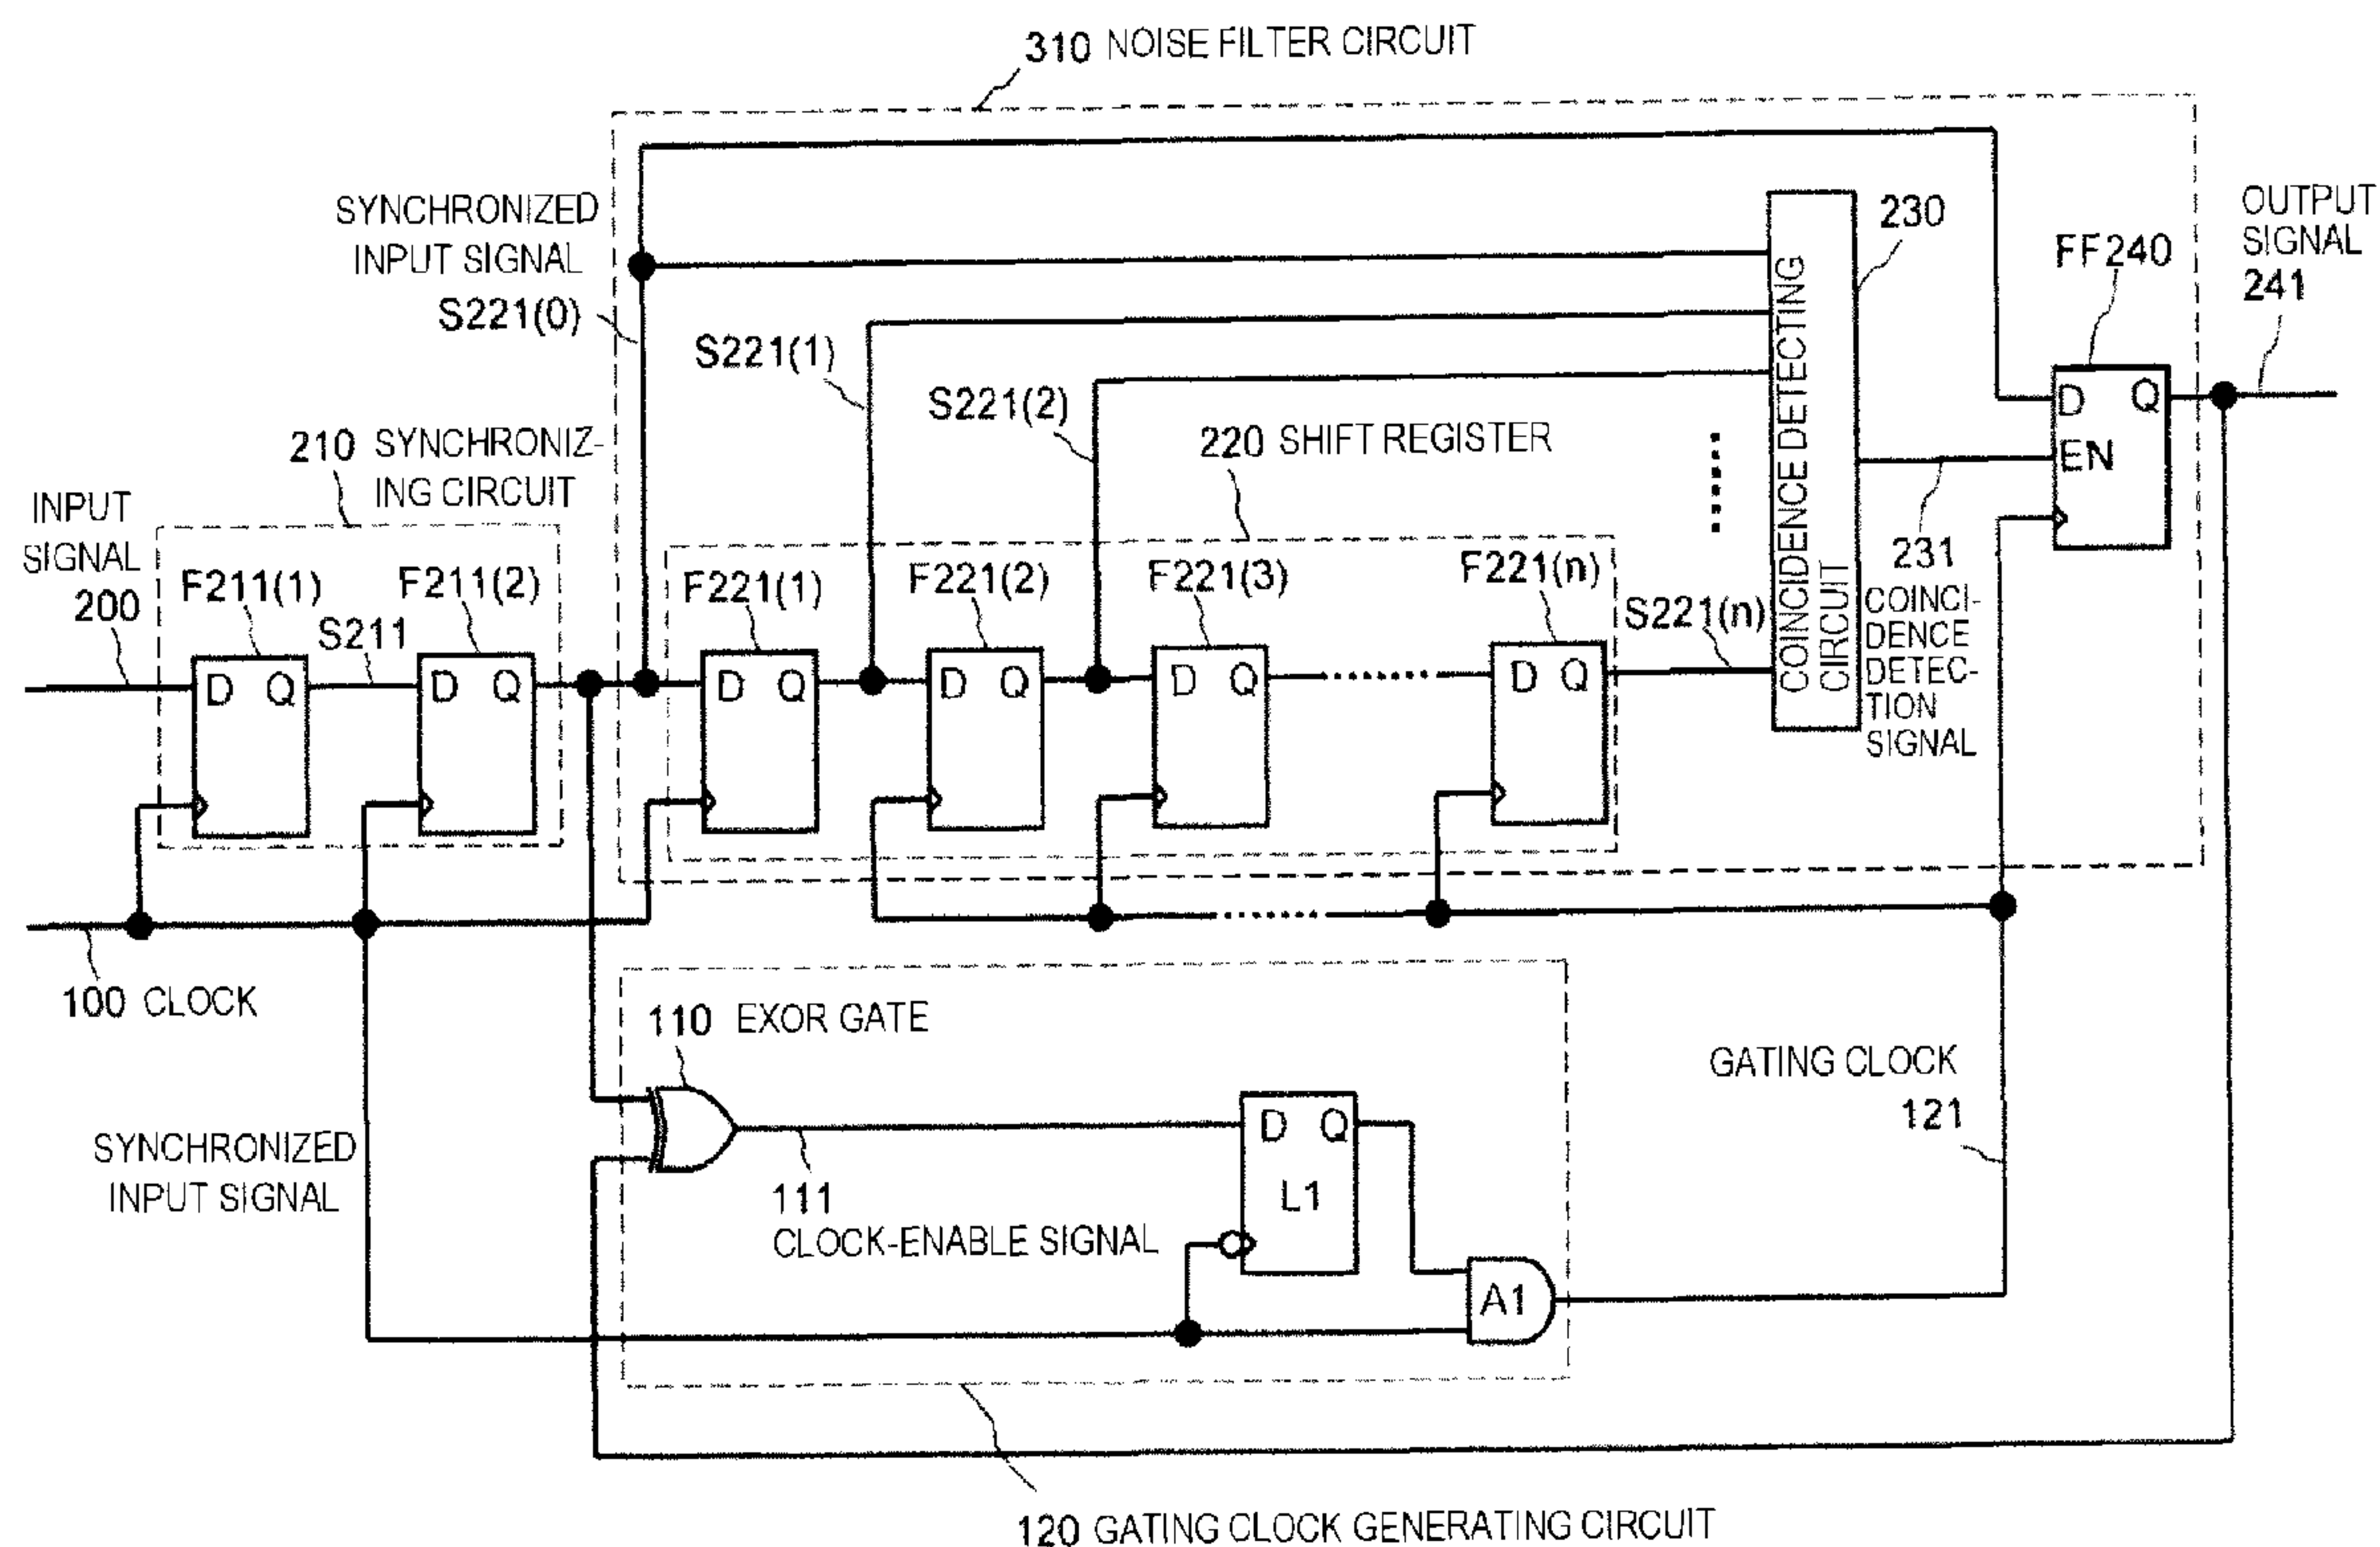 310 NOISE FILTER CIRCUIT
SYNCHRONIZED
INPUT SIGNAL
S221(0)
S221(1)
S221(2)
230
COINCIDENCE DETECTING
CIRCUIT
FF240
OUTPUT
SIGNAL
241
D Q
EN
210 SYNCHRONIZ-
ING CIRCUIT
220 SHIFT REGISTER
INPUT
SIGNAL
200
F211(1)
S211
F211(2)
F221(1)
F221(2)
F221(3)
F221(n)
S221(n)
231
COINCI-
DENCE
DETEC-
TION
SIGNAL
D Q
D Q
D Q
D Q
D Q
D Q
100 CLOCK
110 EXOR GATE
GATING CLOCK
121
SYNCHRONIZED
INPUT SIGNAL
111
CLOCK-ENABLE SIGNAL
D Q
L1
A1
120 GATING CLOCK GENERATING CIRCUIT